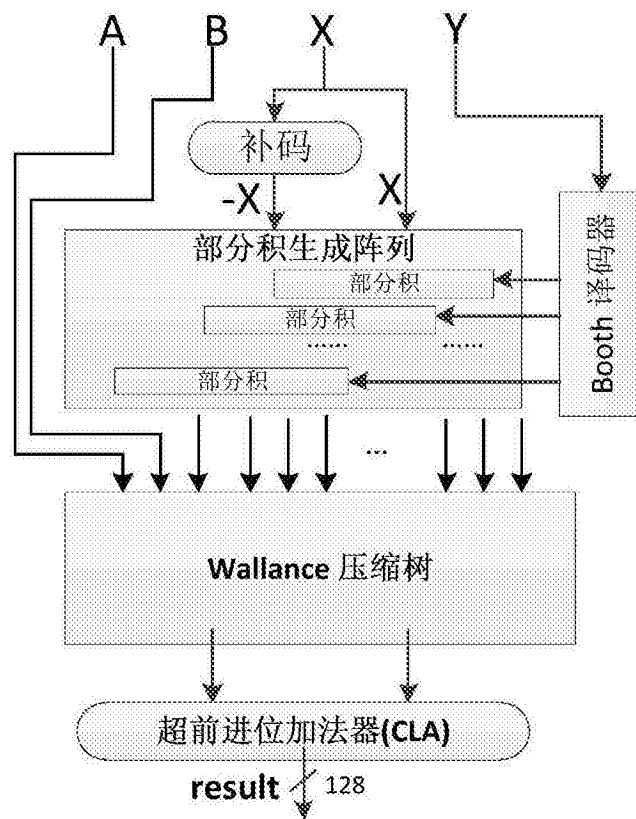 A B X Y
补码
-X X
部分积生成阵列
部分积
部分积
…… ……
部分积
Booth 译码器
...
Wallance 压缩树
超前进位加法器(CLA)
result 128